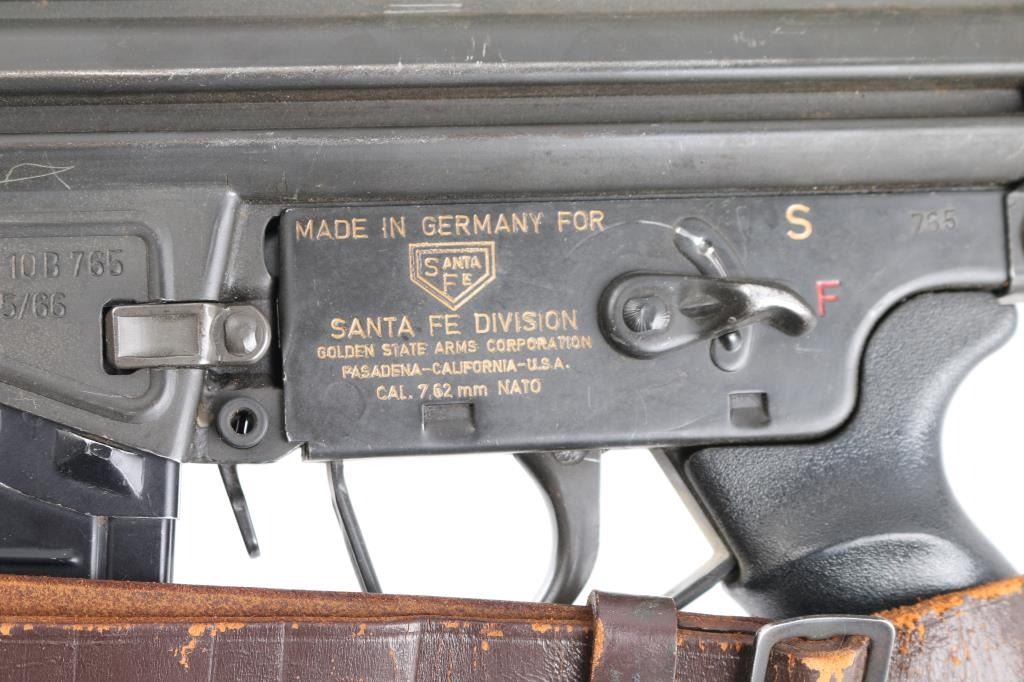 10B 765
5/66
MADE IN GERMANY FOR
SANTA
FE
SANTA FE DIVISION
GOLDEN STATE ARMS CORPORATION
PASADENA-CALIFORNIA-U.S.A.
CAL. 7,62 mm NATO
S
F
765